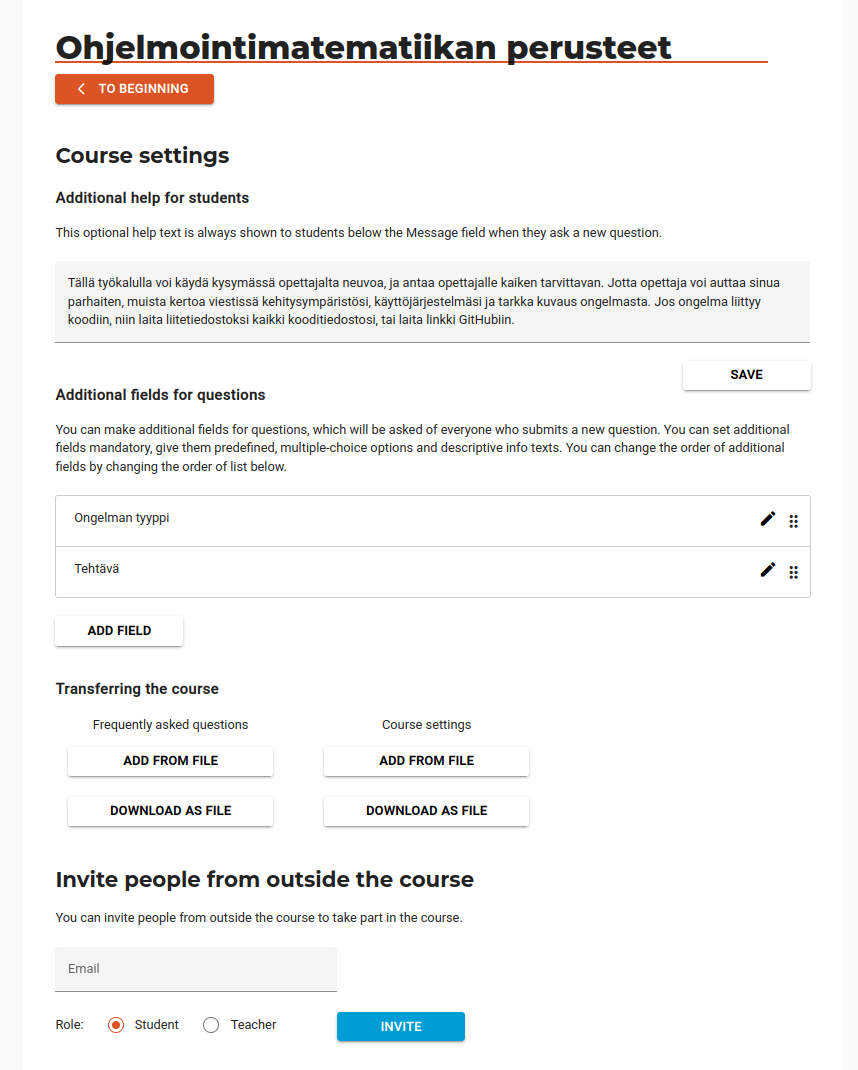 Ohjelmointimatematiikan perusteet
TO BEGINNING
Course settings
Additional help for students
This optional help text is always shown to students below the Message field when they ask a new question.
Tällä työkalulla voi käydä kysymässä opettajalta neuvoa, ja antaa opettajalle kaiken tarvittavan. Jotta opettaja voi auttaa sinua
parhaiten, muista kertoa viestissä kehitysympäristösi, käyttöjärjestelmäsi ja tarkka kuvaus ongelmasta. Jos ongelma liittyy
koodiin, niin laita liitetiedostoksi kaikki kooditiedostosi, tai laita linkki GitHubiin.
SAVE
Additional fields for questions
You can make additional fields for questions, which will be asked of everyone who submits a new question. You can set additional
fields mandatory, give them predefined, multiple-choice options and descriptive info texts. You can change the order of additional
fields by changing the order of list below.
Ongelman tyyppi
Tehtävä
ADD FIELD
Transferring the course
Frequently asked questions
Course settings
ADD FROM FILE
ADD FROM FILE
DOWNLOAD AS FILE
DOWNLOAD AS FILE
Invite people from outside the course
You can invite people from outside the course to take part in the course.
Email
Role:
Student
Teacher
INVITE